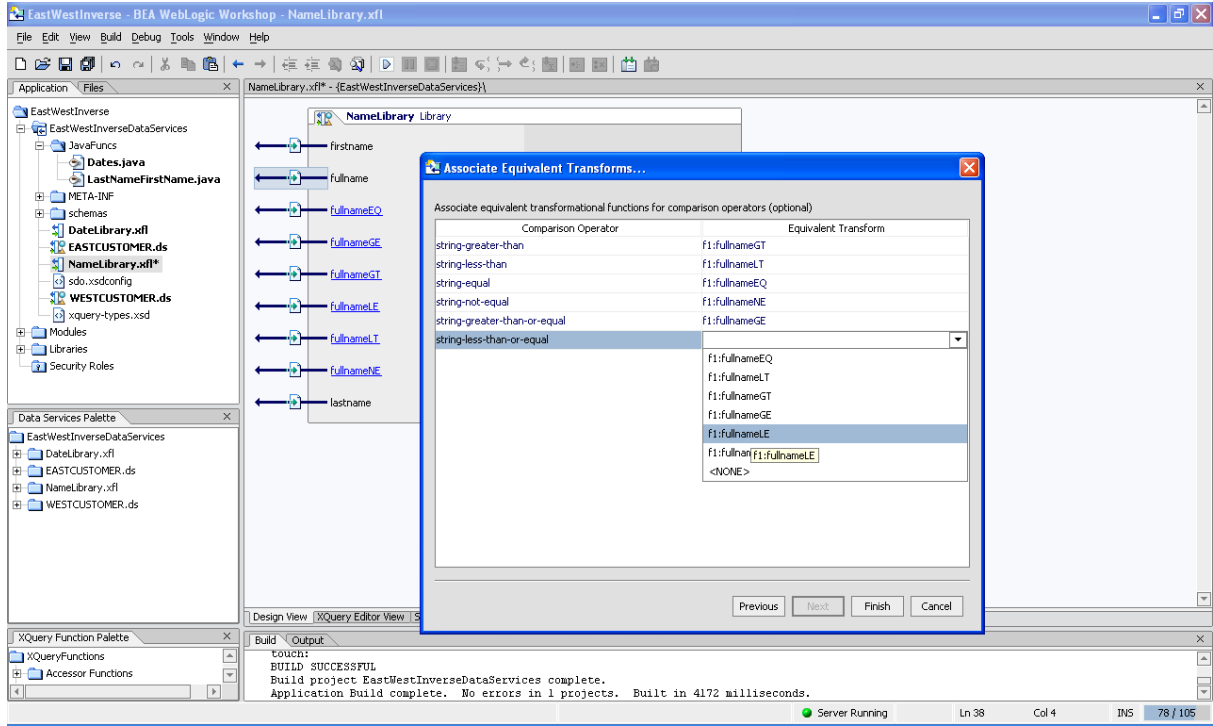 EastWestInverse - BEA WebLogic Workshop - NameLibrary.xfl
File Edit View Build Debug Tools Window Help
Application Files
EastWestInverse
EastWestInverseDataServices
JavaFuncs
Dates.java
LastNameFirstName.java
META-INF
schemas
DateLibrary.xfl
EASTCUSTOMER.ds
NameLibrary.xfl*
sdo.xsdconfig
WESTCUSTOMER.ds
xquery-types.xsd
Modules
Libraries
Security Roles
Data Services Palette
EastWestInverseDataServices
DateLibrary.xfl
EASTCUSTOMER.ds
NameLibrary.xfl
WESTCUSTOMER.ds
XQuery Function Palette
XQueryFunctions
Accessor Functions
NameLibrary.xfl* - {EastWestInverseDataServices}\
NameLibrary Library
firstname
fullname
fullnameEQ
fullnameGE
fullnameGT
fullnameLE
fullnameLT
fullnameNE
lastname
Design View XQuery Editor View S
Associate Equivalent Transforms...
Associate equivalent transformational functions for comparison operators (optional)
Comparison Operator Equivalent Transform
string-greater-than f1:fullnameGT
string-less-than f1:fullnameLT
string-equal f1:fullnameEQ
string-not-equal f1:fullnameNE
string-greater-than-or-equal f1:fullnameGE
string-less-than-or-equal
f1:fullnameEQ
f1:fullnameLT
f1:fullnameGT
f1:fullnameGE
f1:fullnameLE
f1:fullnam f1:fullnameLE
<NONE>
Previous Next Finish Cancel
Build Output
touch:
BUILD SUCCESSFUL
Build project EastWestInverseDataServices complete.
Application Build complete. No errors in 1 projects. Built in 4172 milliseconds.
Server Running Ln 38 Col 4 INS 78 / 105